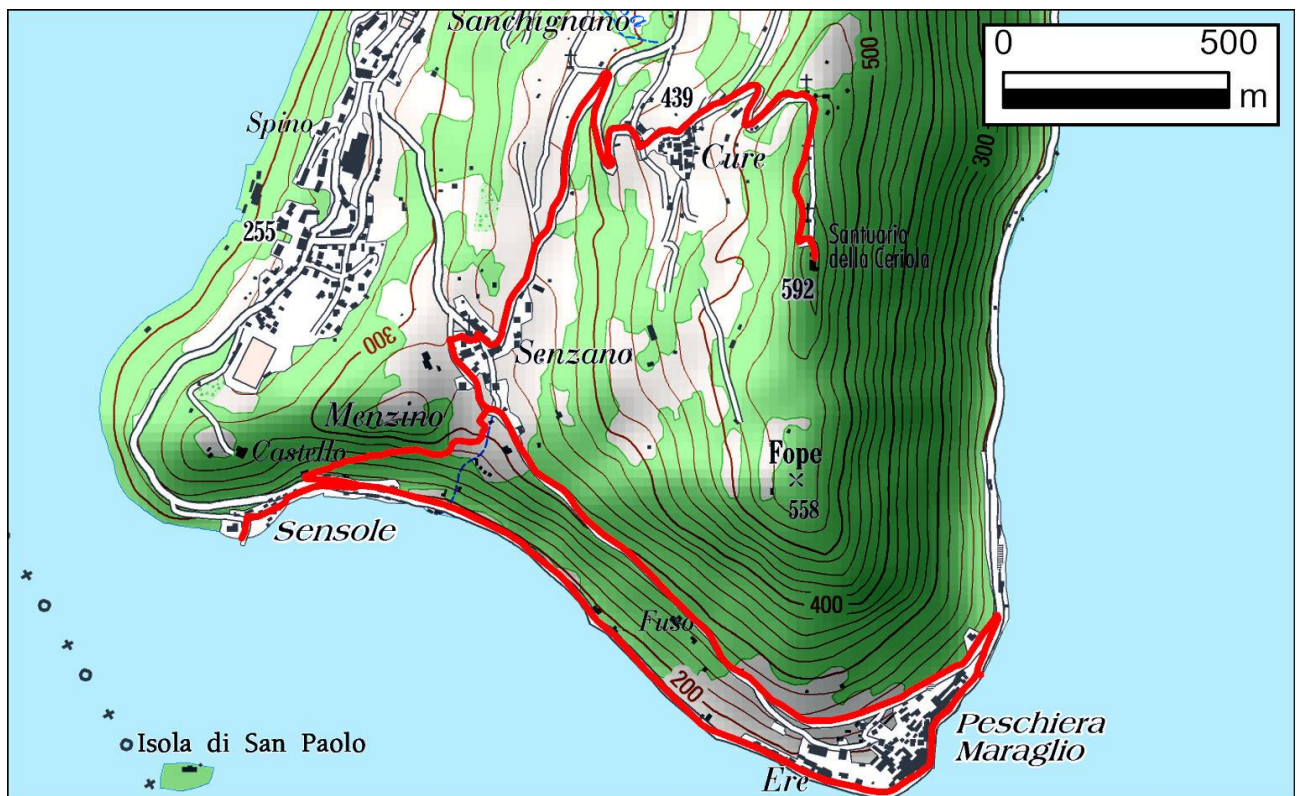 Sanchignano
0 500
m
500
439
Spino
Cure
300
255
Santuario
della Ceriola
592
300
Senzano
Menzino
Castello
Fope
558
Sensole
400
Fuso
200
Peschiera
Maraglio
Isola di San Paolo
Ere